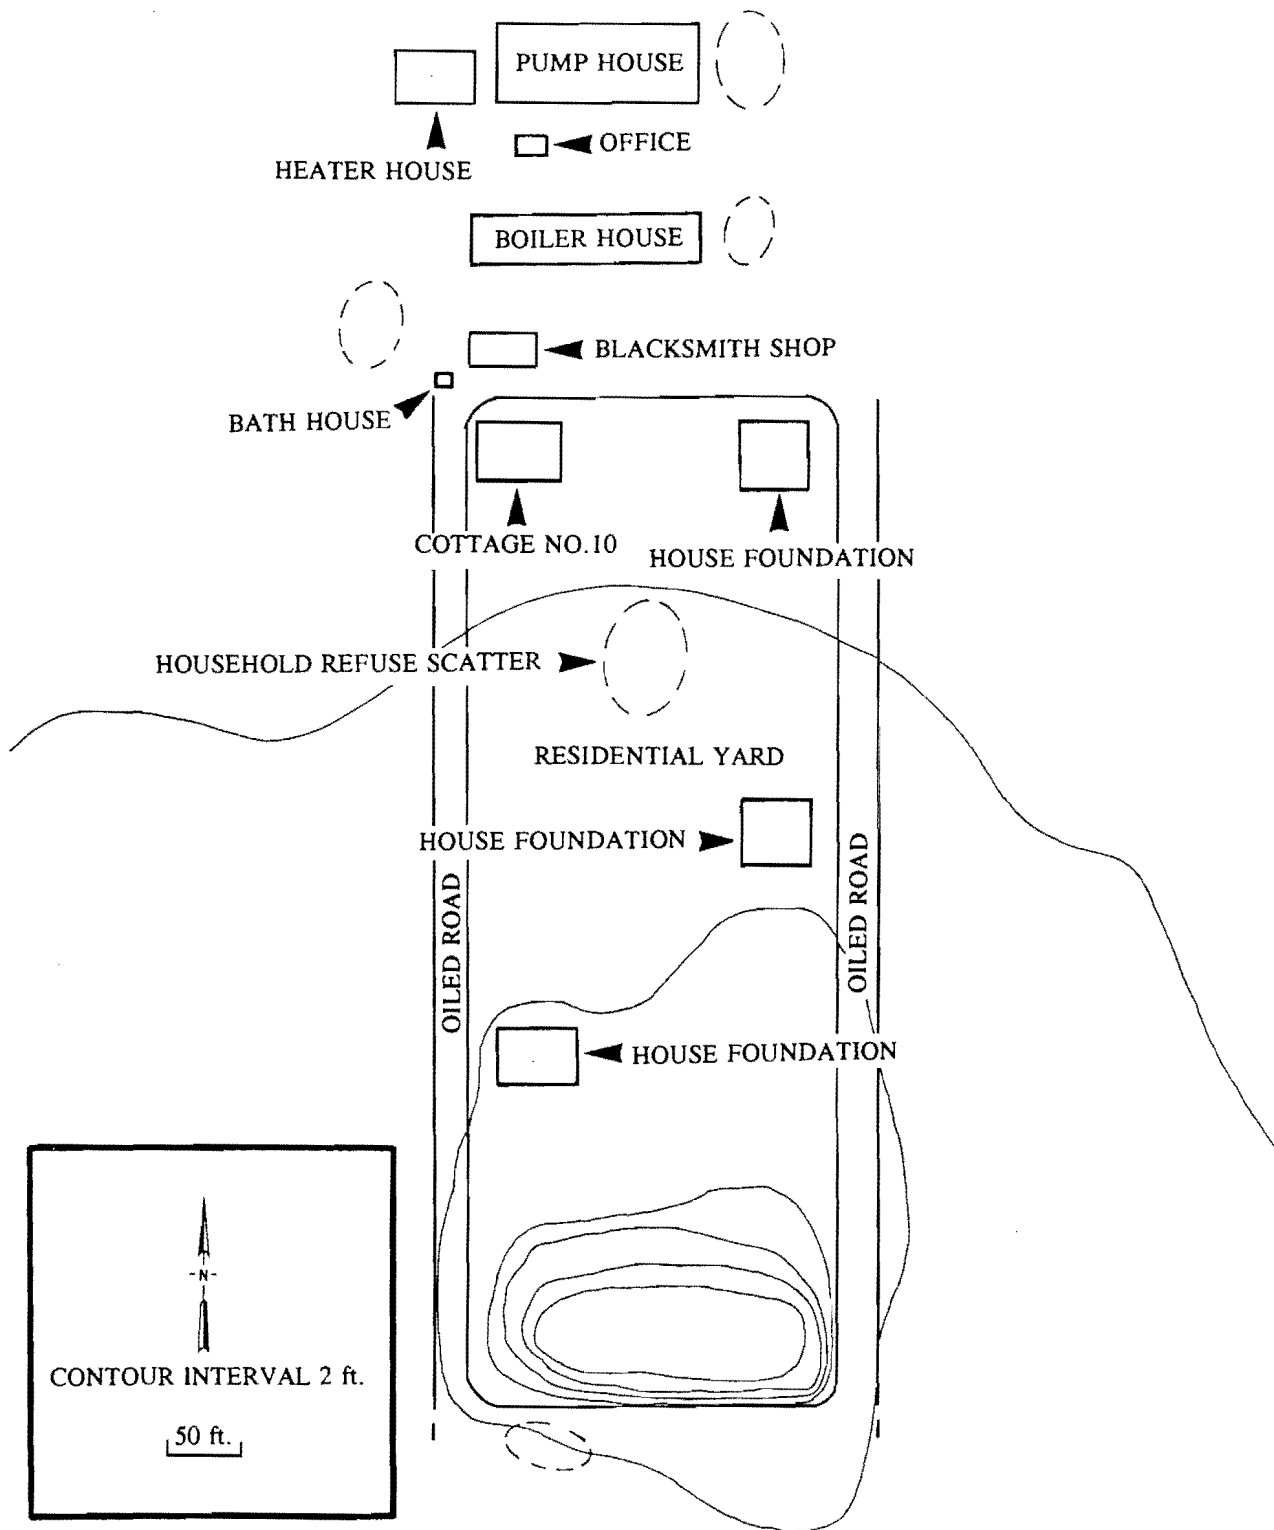 PUMP HOUSE
OFFICE
HEATER HOUSE
BOILER HOUSE
BLACKSMITH SHOP
BATH HOUSE
COTTAGE NO.10
HOUSE FOUNDATION
HOUSEHOLD REFUSE SCATTER
RESIDENTIAL YARD
HOUSE FOUNDATION
OILED ROAD
OILED ROAD
HOUSE FOUNDATION
-N-
CONTOUR INTERVAL 2 ft.
50 ft.